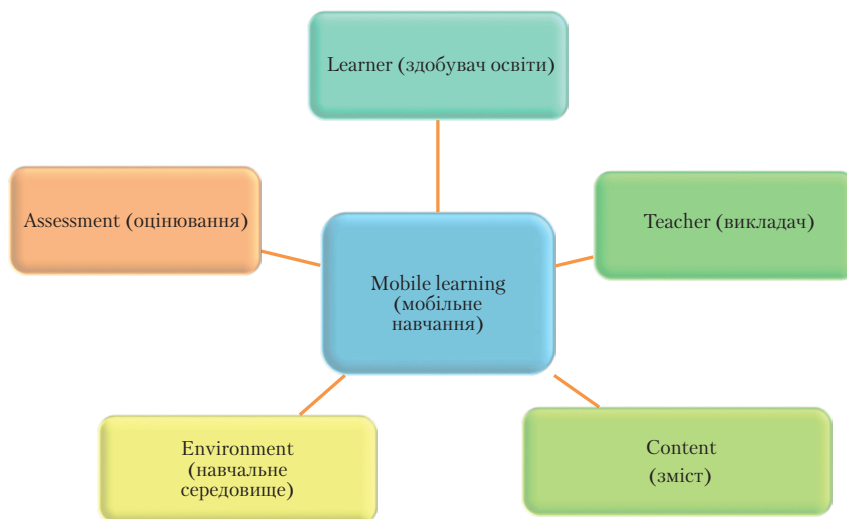 Learner (здобувач освіти)
Assessment (оцінювання)
Teacher (викладач)
Mobile learning
(мобільне
навчання)
Environment
(навчальне
середовище)
Content
(зміст)